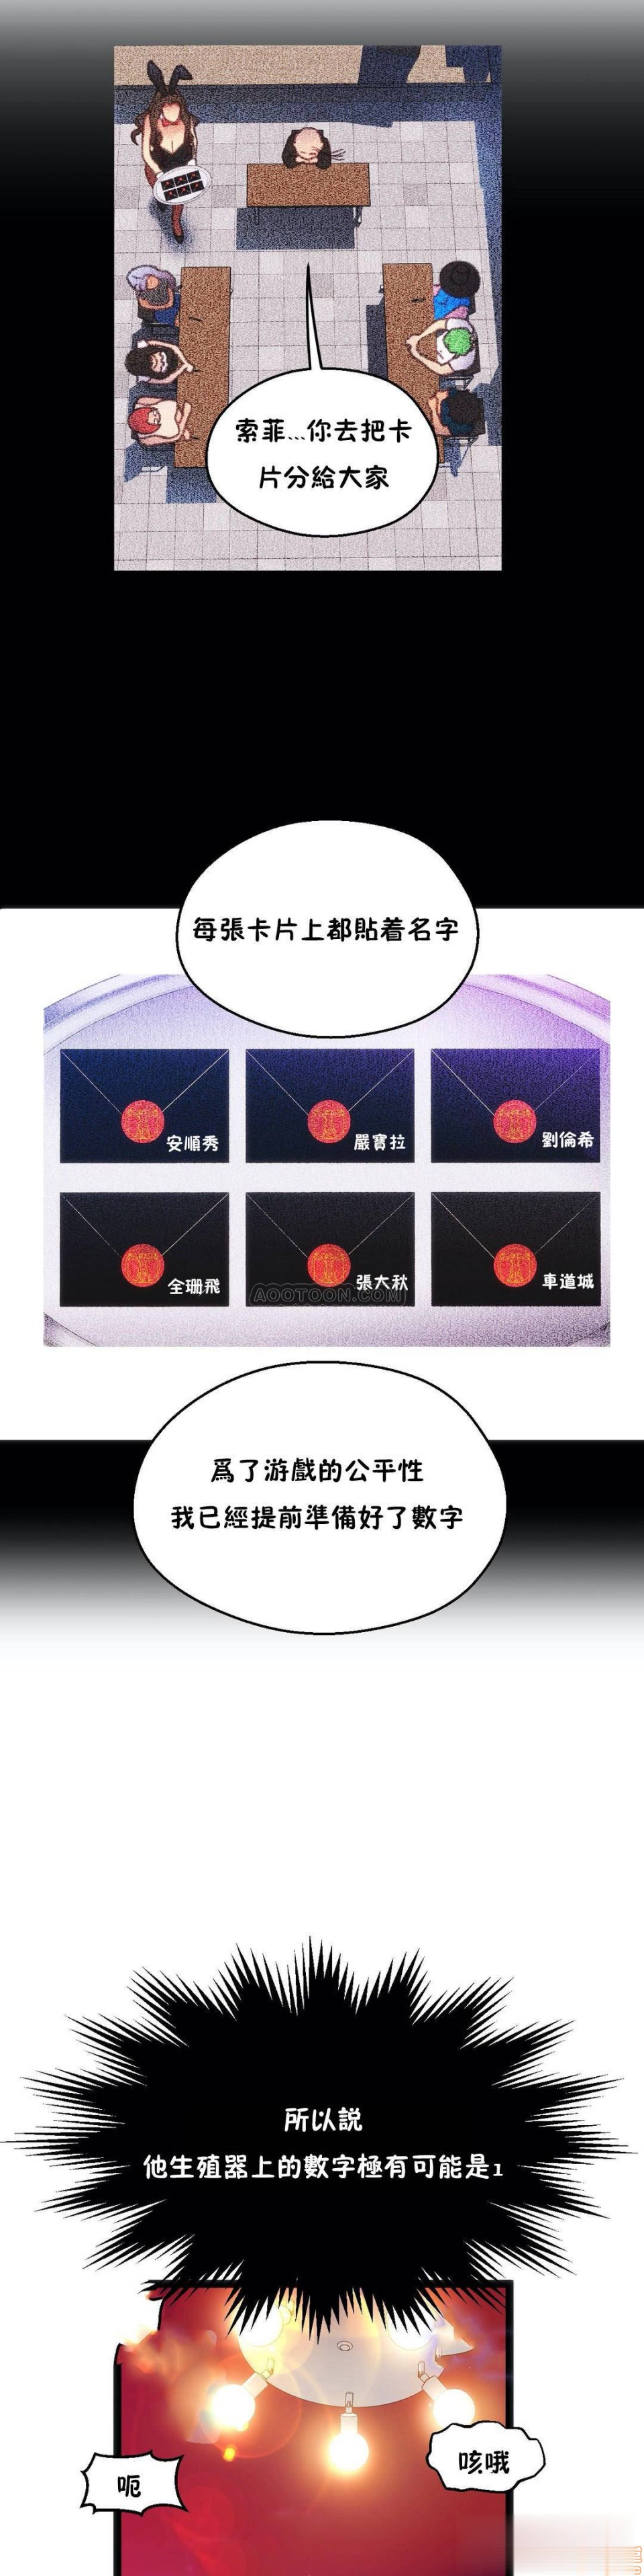 索菲...你去把卡
片分給大家
每張卡片上都貼着名字
安順秀
嚴寶拉
劉倫希
全珊飛
張大秋
車道城
AOOTOON.COM
爲了游戲的公平性
我已經提前準備好了數字
所以説
他生殖器上的數字極有可能是1
呃
咳哦